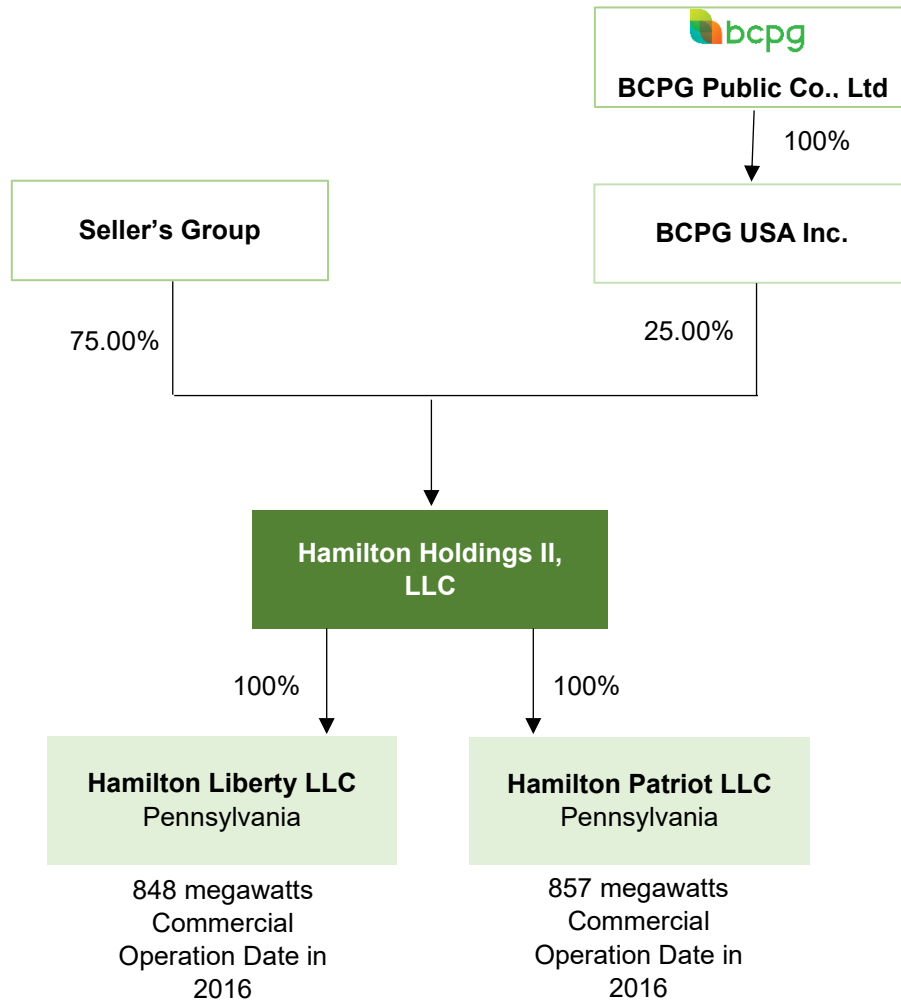 bcpg
BCPG Public Co., Ltd
100%
Seller’s Group
BCPG USA Inc.
75.00%
25.00%
Hamilton Holdings II,
LLC
100%
100%
Hamilton Liberty LLC
Pennsylvania
Hamilton Patriot LLC
Pennsylvania
848 megawatts
Commercial
Operation Date in
2016
857 megawatts
Commercial
Operation Date in
2016